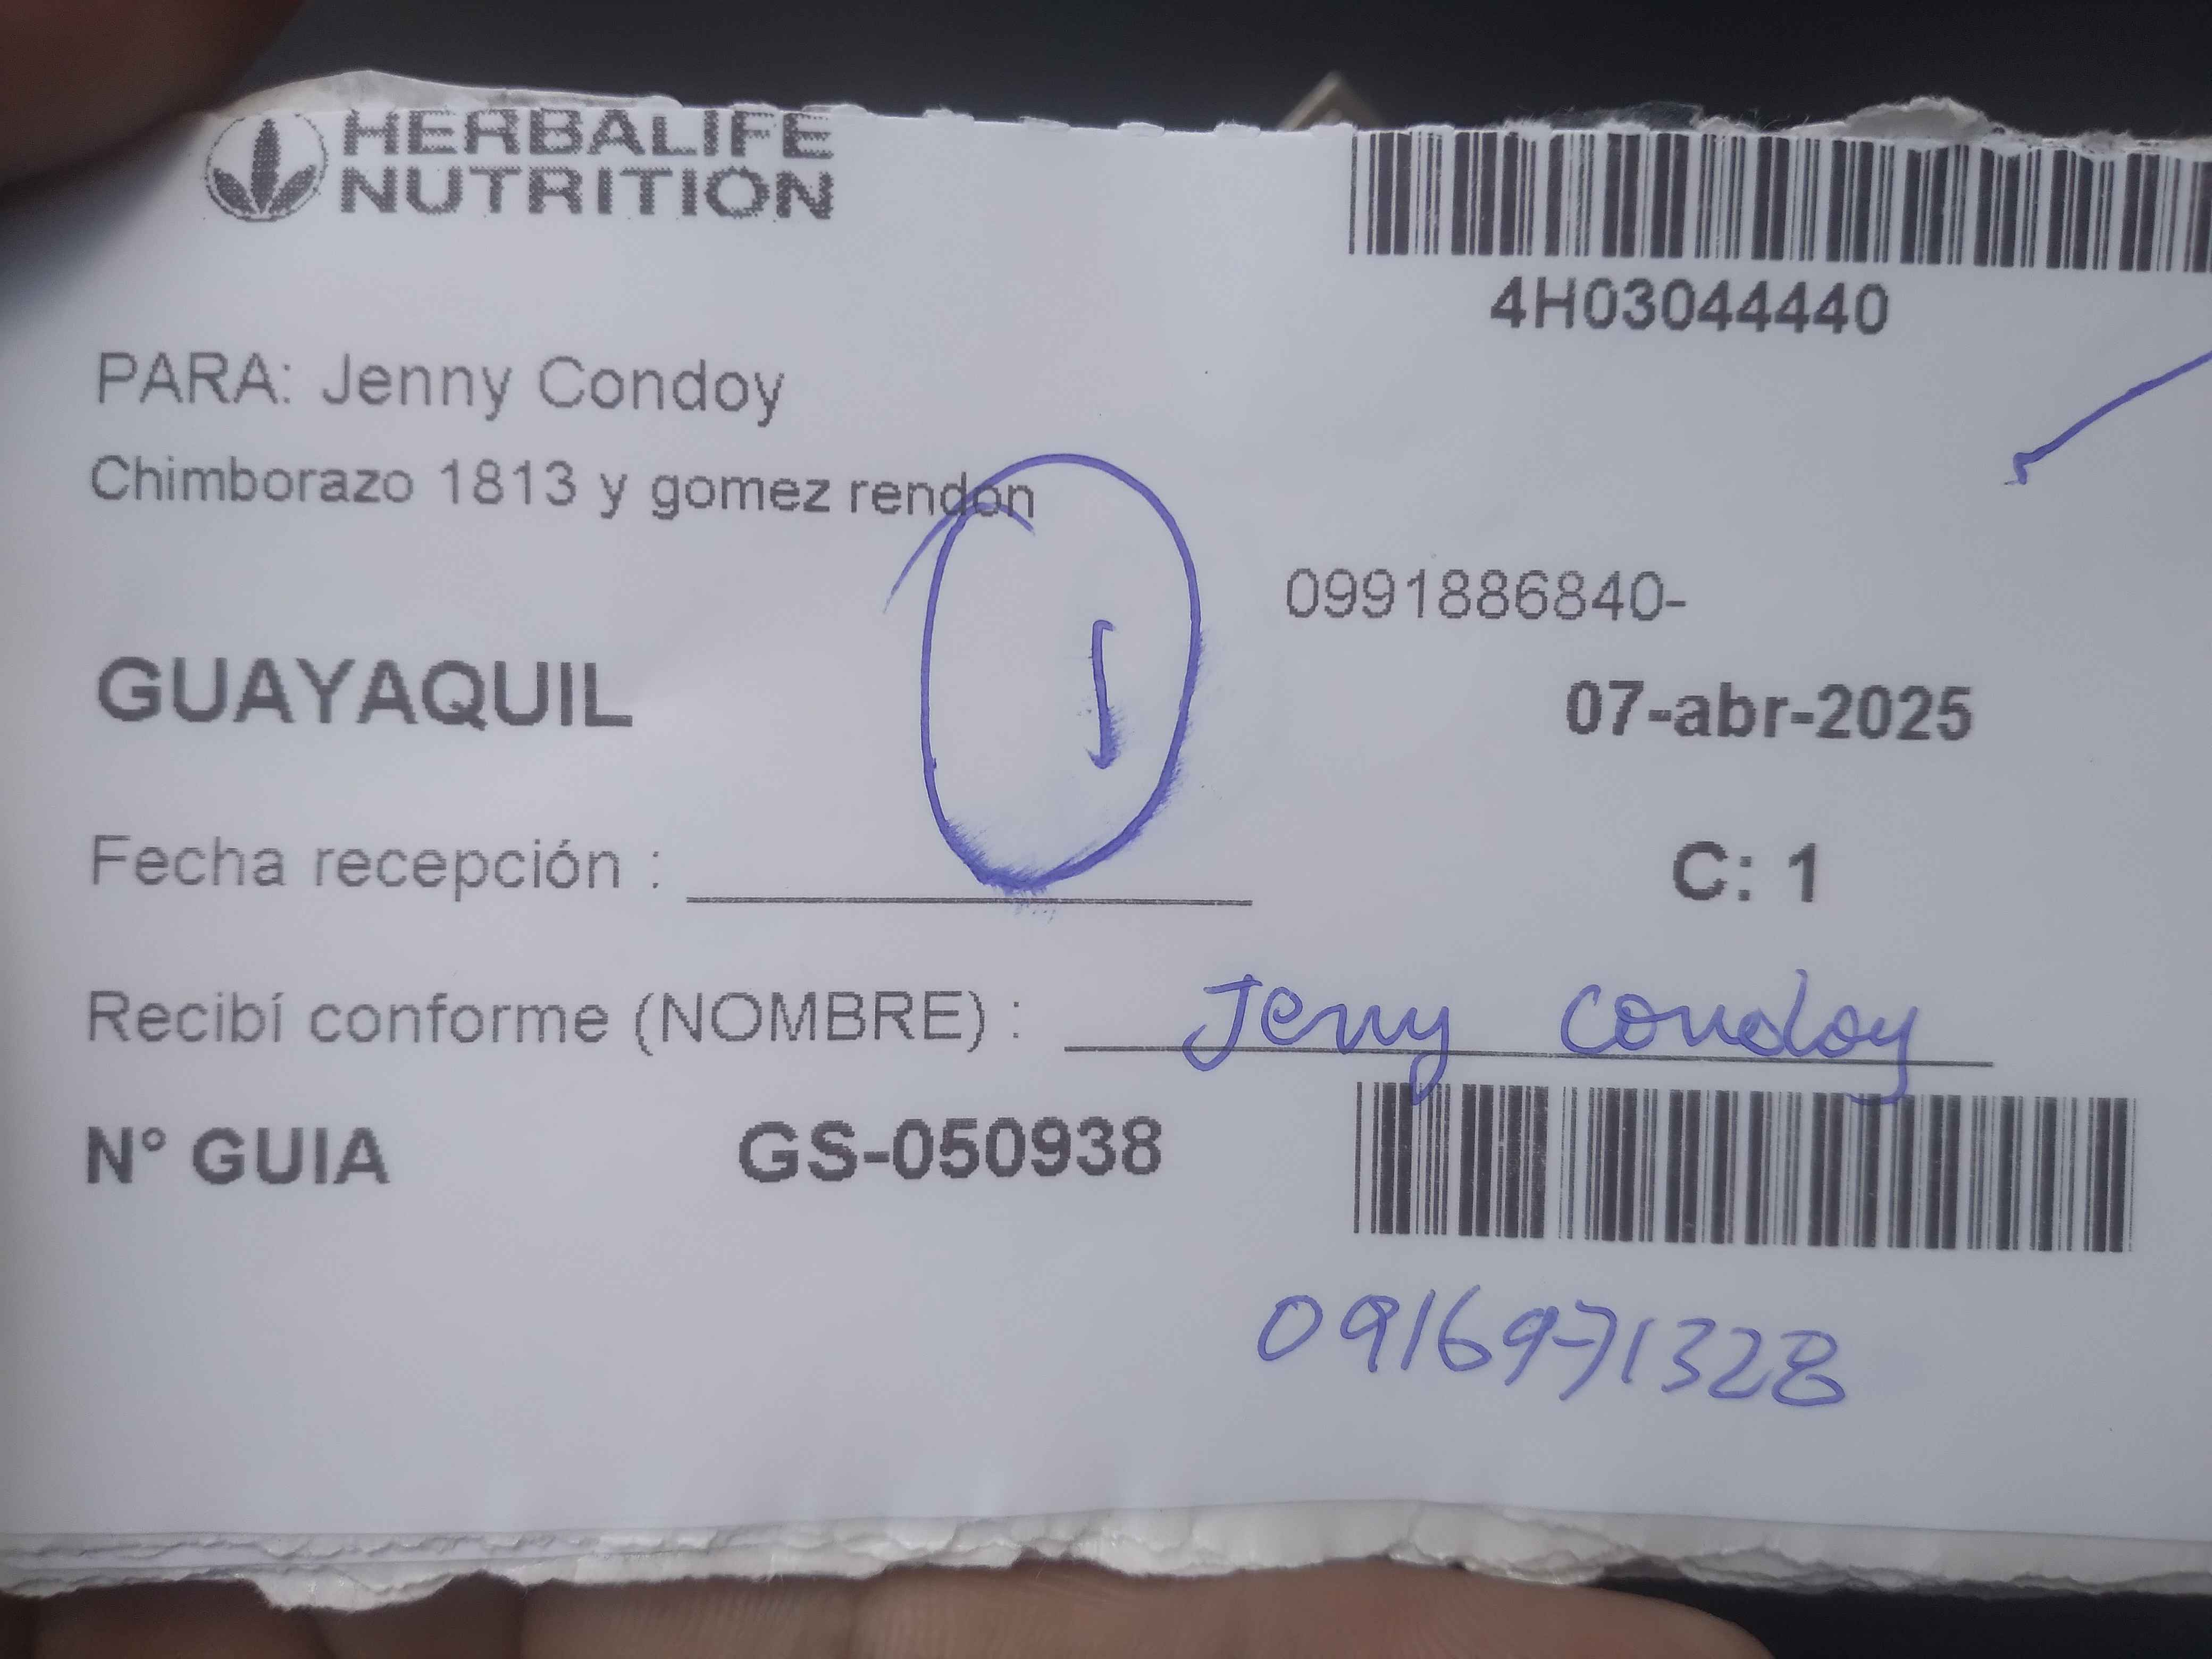 HERBALIFE
NUTRITION
4H03044440
PARA: Jenny Condoy
Chimborazo 1813 y gomez rendon
0991886840-
GUAYAQUIL
1
07-abr-2025
Fecha recepción :
C: 1
Recibí conforme (NOMBRE) : Jenny Condoy
N° GUIA GS-050938
0916971328